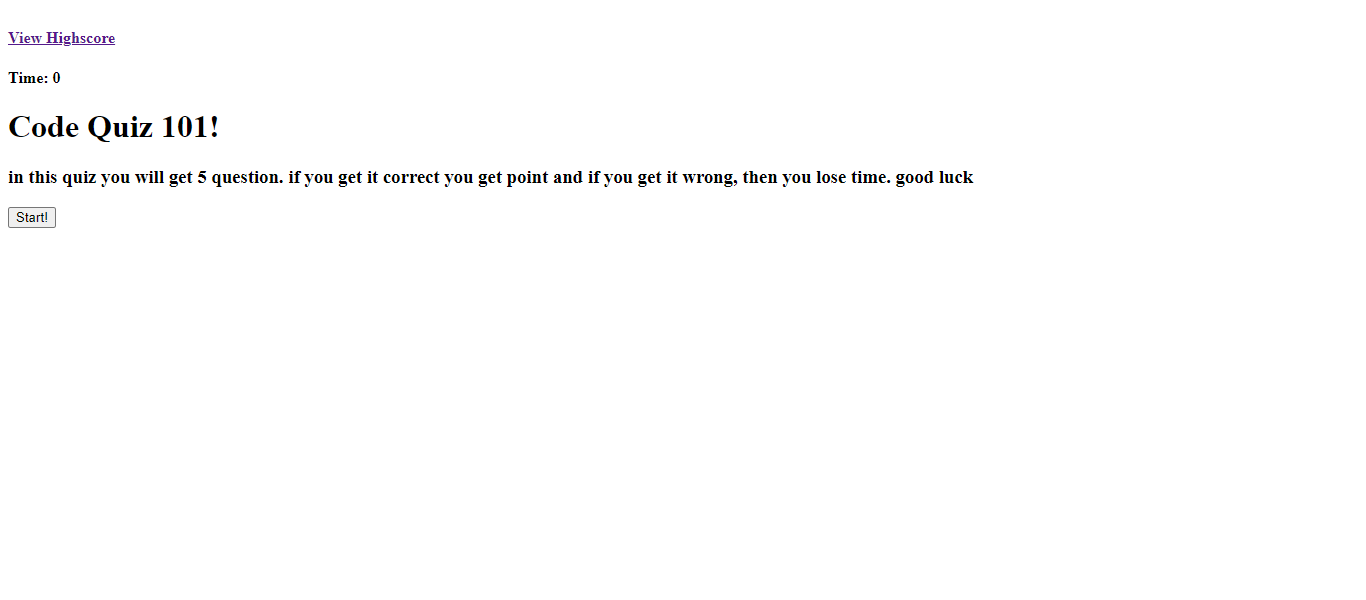 View Highscore
Time: 0
Code Quiz 101!
in this quiz you will get 5 question. if you get it correct you get point and if you get it wrong, then you lose time. good luck
Start!